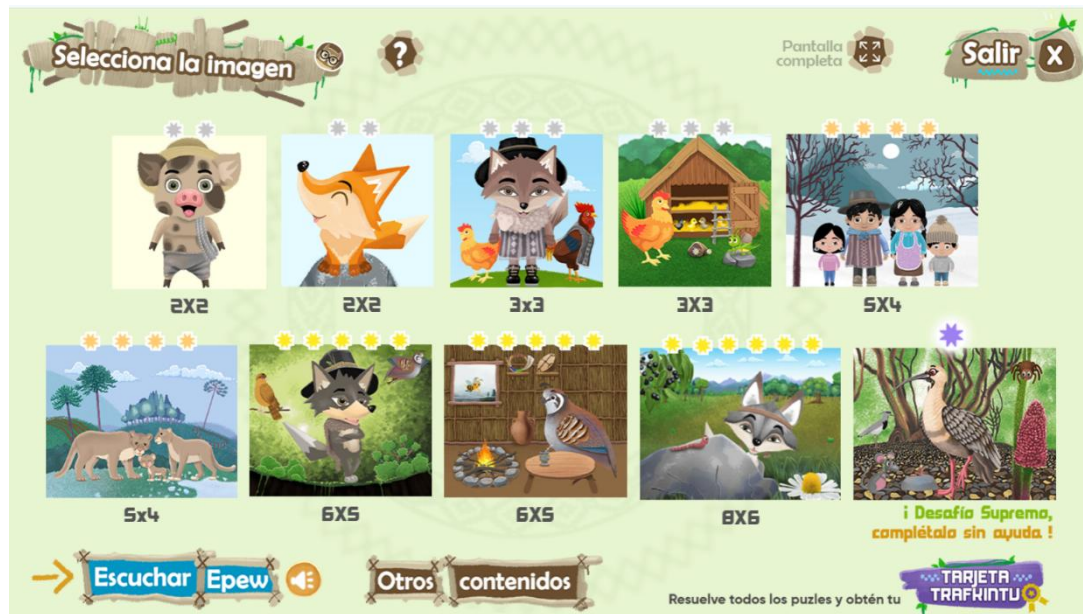 Selecciona la imagen
?
Pantalla
completa
Salir X
2X2
2X2
3x3
3X3
5X4
5x4
6X5
6X5
8X6
¡ Desafío Supremo,
complétalo sin ayuda !
Escuchar Epew
Otros contenidos
Resuelve todos los puzles y obtén tu
TARJETA
TRAFKINTU